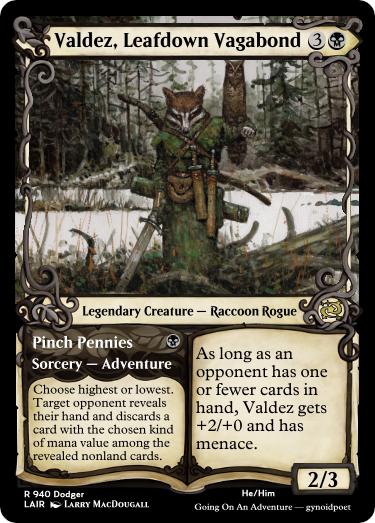 Valdez, Leafdown Vagabond 3
Legendary Creature — Raccoon Rogue
Pinch Pennies
Sorcery — Adventure
Choose highest or lowest.
Target opponent reveals
their hand and discards a
card with the chosen kind
of mana value among the
revealed nonland cards.
As long as an
opponent has one
or fewer cards in
hand, Valdez gets
+2/+0 and has
menace.
2/3
R 940 Dodger
LAIR Larry MacDougall
He/Him
Going On An Adventure — gynoidpoet